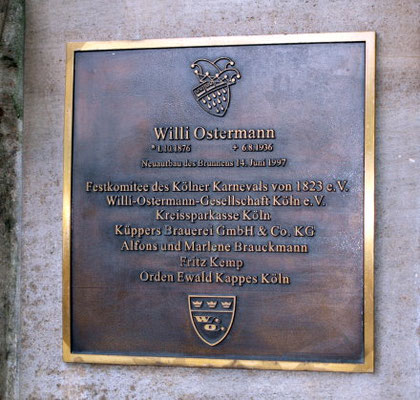 Willi Ostermann
* 1.10.1876 + 6.8.1936
Neuaufbau des Brunnens 14. Juni 1997
Festkomitee des Kölner Karnevals von 1823 e.V.
Willi-Ostermann-Gesellschaft Köln e.V.
Kreissparkasse Köln
Küppers Brauerei GmbH & Co. KG
Alfons und Marlene Brauckmann
Fritz Kemp
Orden Ewald Kappes Köln
W.
O.